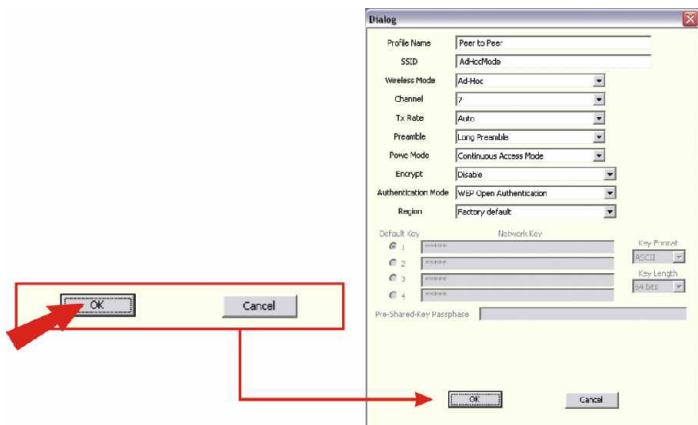 Dialog
Profile Name Peer to Peer
SSID AdHocMode
Wireless Mode Ad-Hoc
Channel 7
Tx Rate Auto
Preamble Long Preamble
Powe Mode Continuous Access Mode
Encrypt Disable
Authentication Mode WEP Open Authentication
Region Factory default
Default Key Network Key
1 *****
2 *****
3 *****
4 *****
Key Format
ASCII
Key Length
64 bits
Pre-Shared-Key Passphase
OK Cancel
OK Cancel